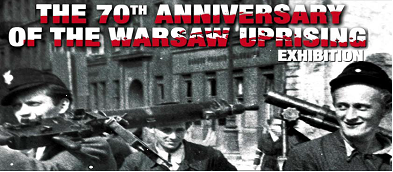 THE 70TH ANNIVERSARY
OF THE WARSAW UPRISING
EXHIBITION